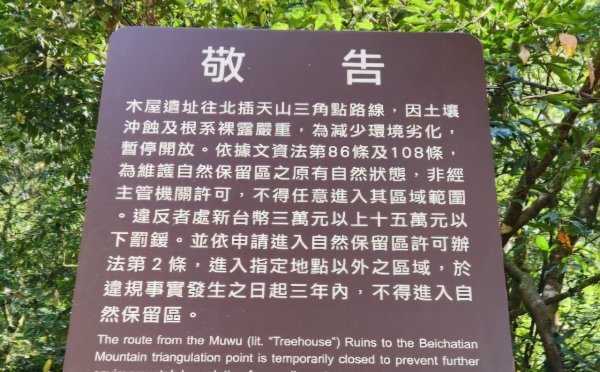 敬告
木屋遺址往北插天山三角點路線，因土壤
沖蝕及根系裸露嚴重，為減少環境劣化，
暫停開放。依據文資法第86條及108條，
為維護自然保留區之原有自然狀態，非經
主管機關許可，不得任意進入其區域範圍
。違反者處新台幣三萬元以上十五萬元以
下罰鍰。並依申請進入自然保留區許可辦
法第２條，進入指定地點以外之區域，於
違規事實發生之日起三年內，不得進入自
然保留區。
The route from the Muwu (lit. “Treehouse”) Ruins to the Beichatian
Mountain triangulation point is temporarily closed to prevent further